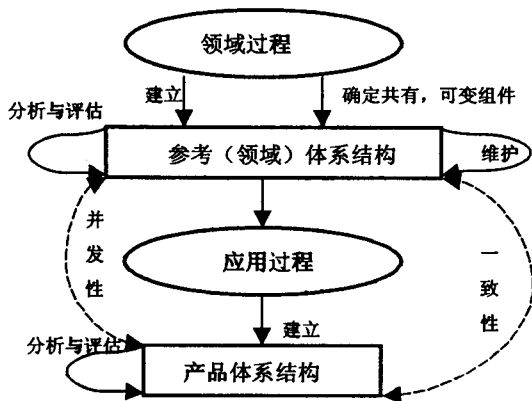 领域过程
建立
确定共有，可变组件
分析与评估
参考（领域）体系结构
维护
并发性
一致性
应用过程
建立
分析与评估
产品体系结构